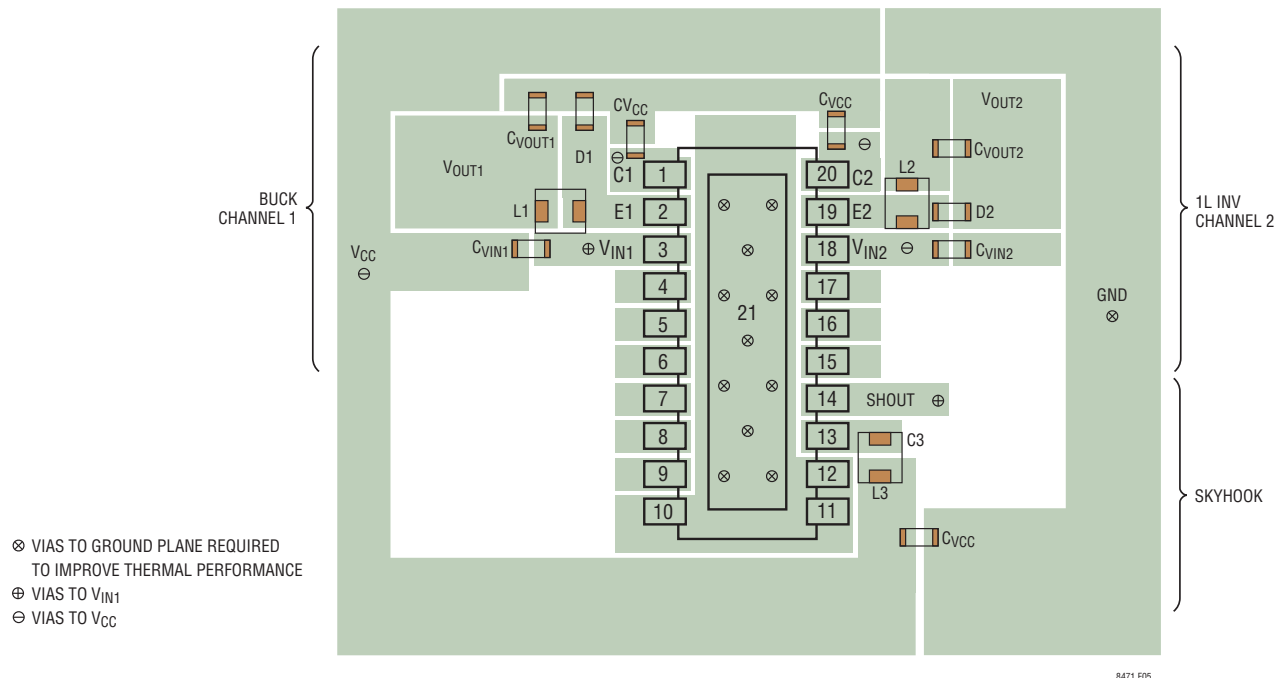 CVCC
CVCC
VOUT2
CVOUT1
D1
CVOUT2
VOUT1
C1
1
20
C2
L2
BUCK
CHANNEL 1
L1
E1
2
19
E2
D2
1L INV
CHANNEL 2
VCC
CVIN1
VIN1
3
18
VIN2
CVIN2
4
17
GND
5
21
16
6
15
7
14
SHOUT
8
13
C3
9
12
L3
SKYHOOK
10
11
CVCC
VIAS TO GROUND PLANE REQUIRED
TO IMPROVE THERMAL PERFORMANCE
VIAS TO VIN1
VIAS TO VCC
8471 F05